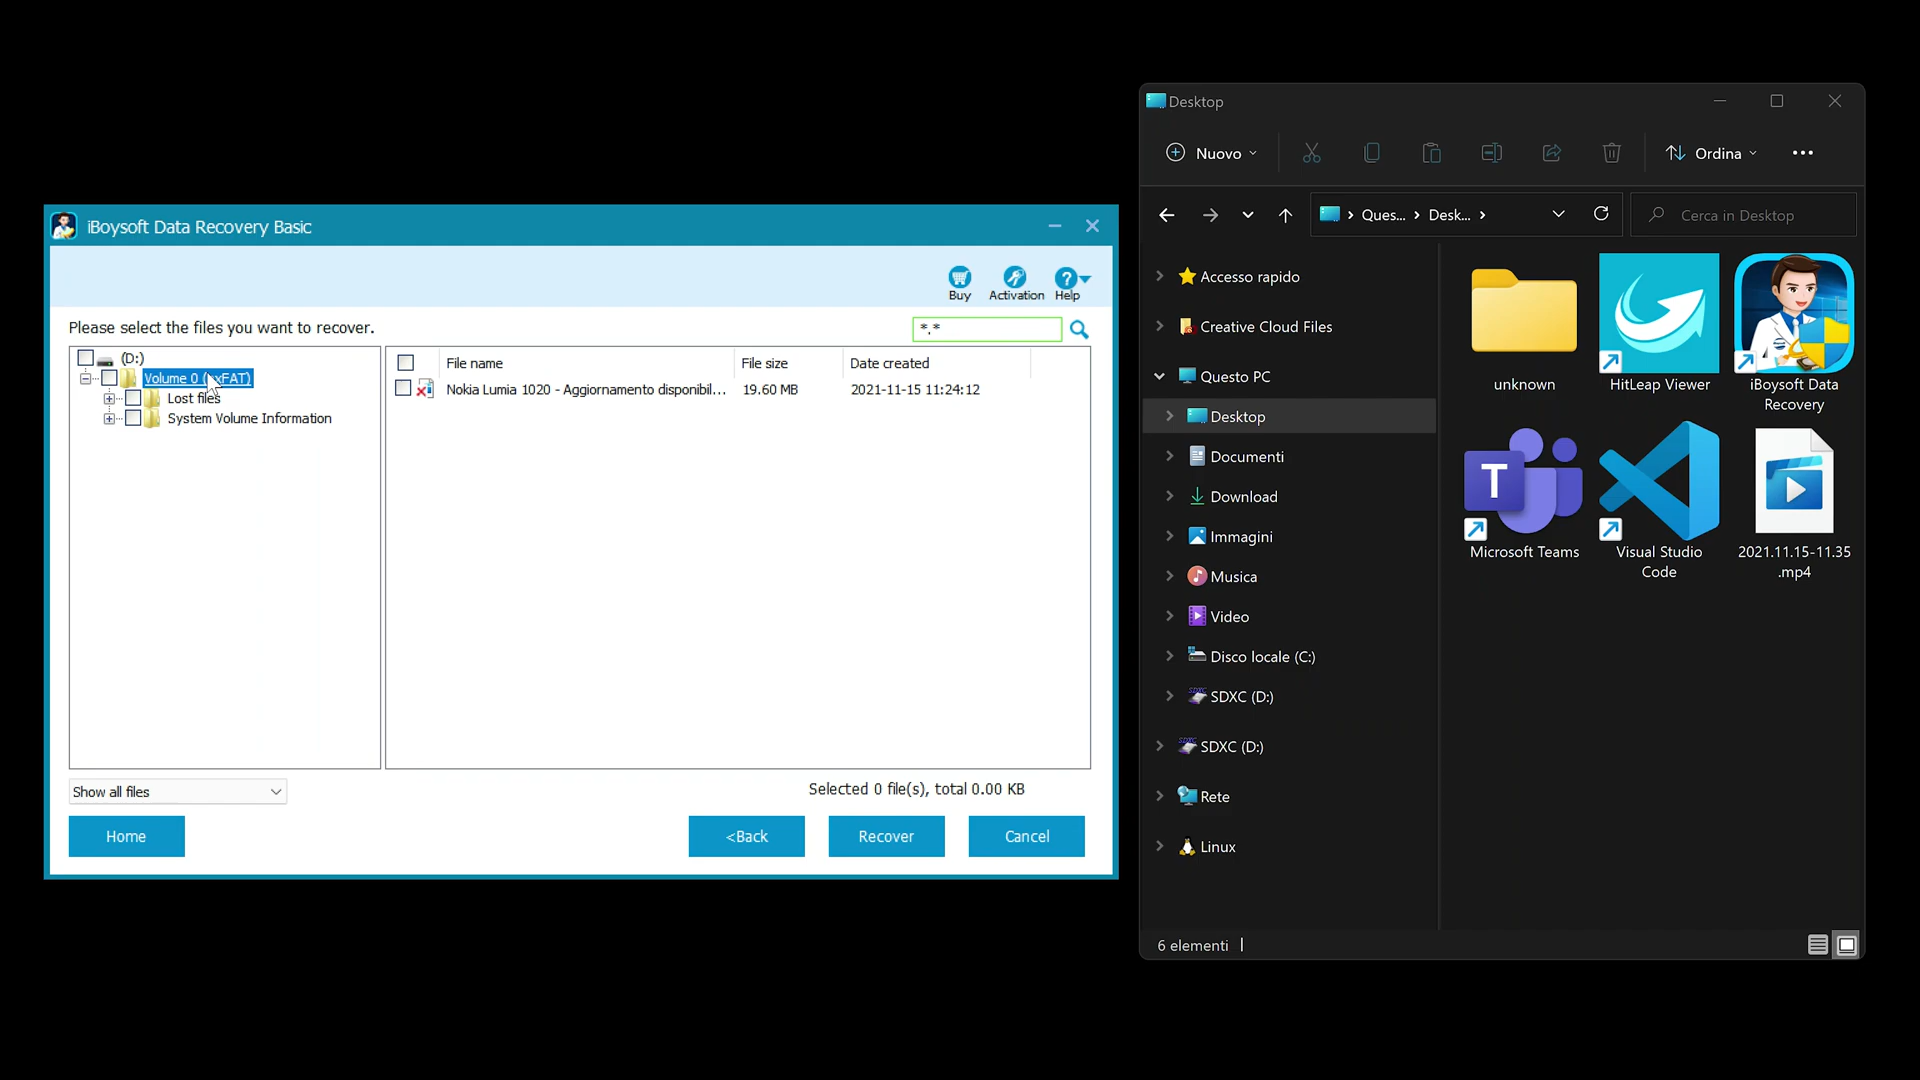 iBoysoft Data Recovery Basic
Buy
Activation
Help
Please select the files you want to recover.
*.*
(D:)
Lost files
System Volume Information
File name
File size
Date created
Nokia Lumia 1020 - Aggiornamento disponibil...
19.60 MB
2021-11-15 11:24:12
Volume 0
Show all files
Selected 0 file(s), total 0.00 KB
Home
<Back
Recover
Cancel
Desktop
Nuovo
Ordina
Ques...
Desk...
Cerca in Desktop
Accesso rapido
Creative Cloud Files
Questo PC
Desktop
Documenti
Download
Immagini
Musica
Video
Disco locale (C:)
SDXC (D:)
SDXC (D:)
Rete
Linux
unknown
HitLeap Viewer
iBoysoft Data
Recovery
T
Microsoft Teams
Visual Studio
Code
2021.11.15-11.35
.mp4
6 elementi